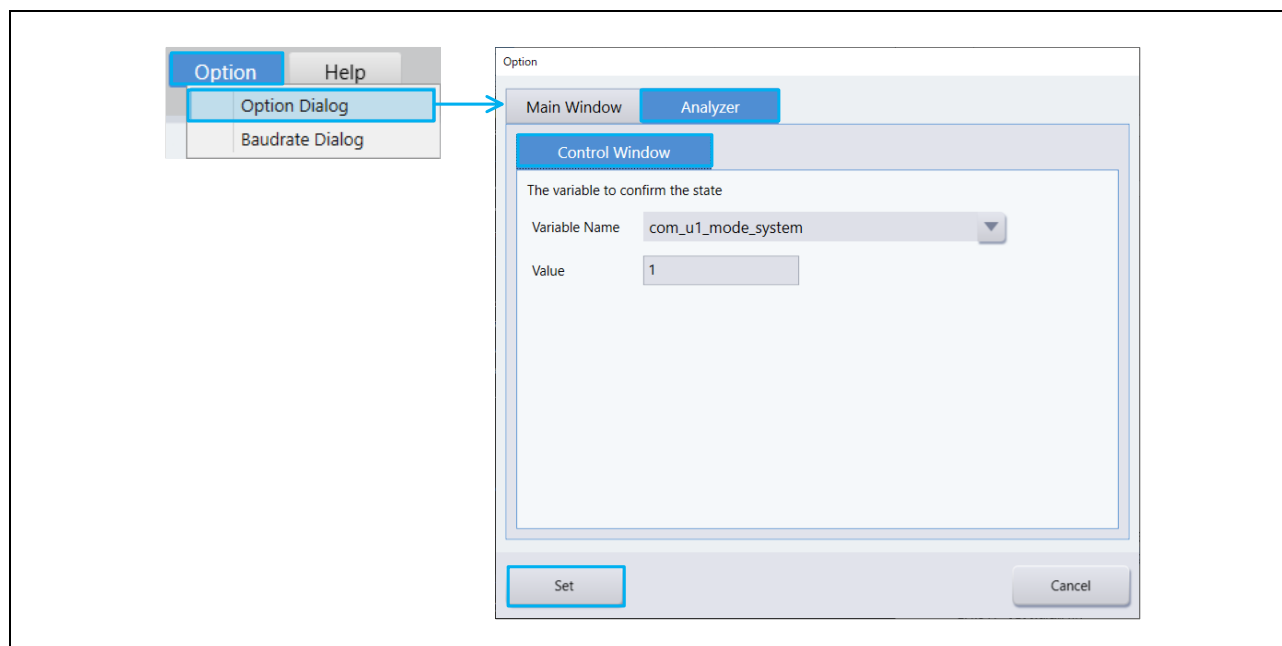 Option Help
Option Dialog
Baudrate Dialog
Option
Main Window Analyzer
Control Window
The variable to confirm the state
Variable Name com_u1_mode_system
Value 1
Set Cancel